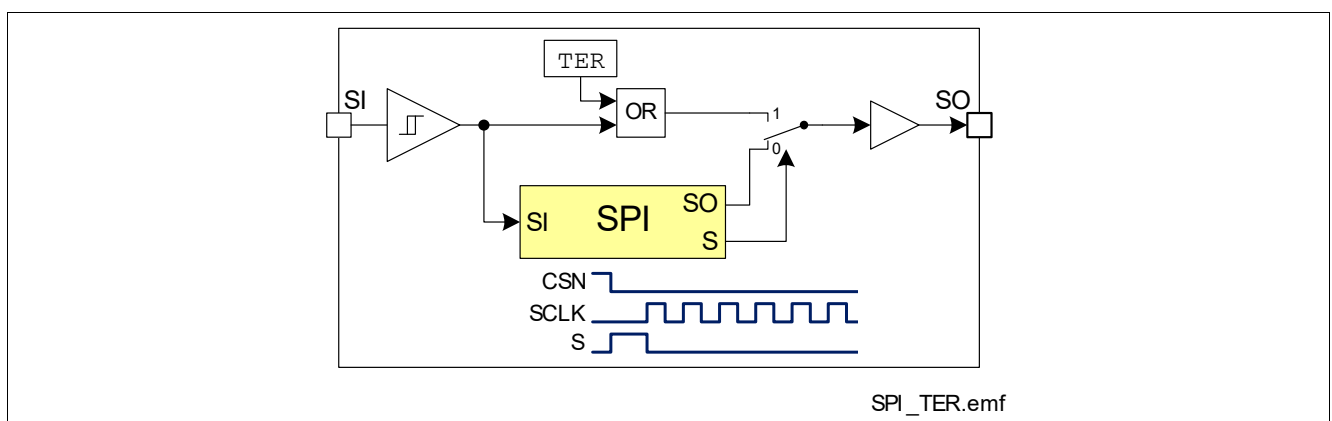 TER
SI
OR
1
SO
0
SO
SI
SPI
S
CSN
SCLK
S
SPI_TER.emf